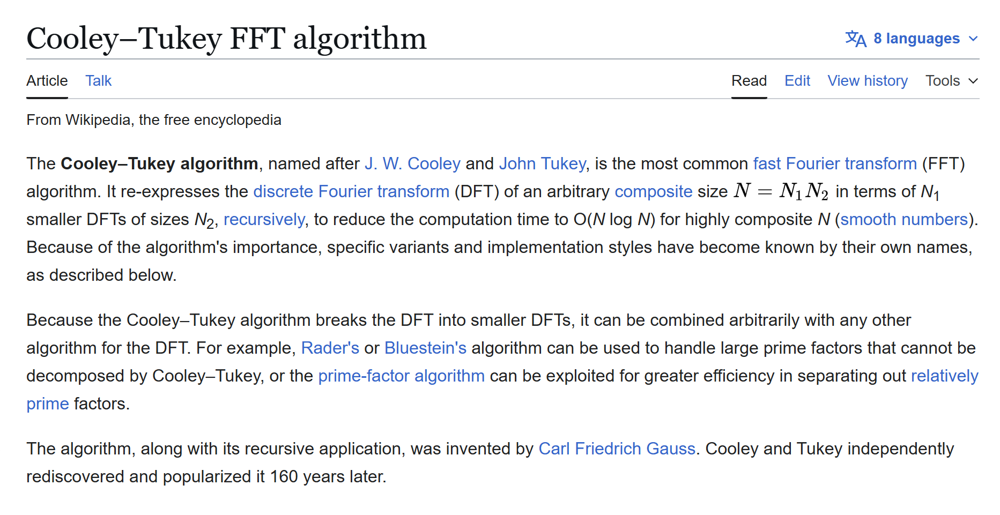 Cooley–Tukey FFT algorithm
文A 8 languages
Article Talk Read Edit View history Tools
From Wikipedia, the free encyclopedia
The Cooley–Tukey algorithm, named after J. W. Cooley and John Tukey, is the most common fast Fourier transform (FFT)
algorithm. It re-expresses the discrete Fourier transform (DFT) of an arbitrary composite size N = N₁N₂ in terms of N₁
smaller DFTs of sizes N₂, recursively, to reduce the computation time to O(N log N) for highly composite N (smooth numbers).
Because of the algorithm's importance, specific variants and implementation styles have become known by their own names,
as described below.
Because the Cooley–Tukey algorithm breaks the DFT into smaller DFTs, it can be combined arbitrarily with any other
algorithm for the DFT. For example, Rader's or Bluestein's algorithm can be used to handle large prime factors that cannot be
decomposed by Cooley–Tukey, or the prime-factor algorithm can be exploited for greater efficiency in separating out relatively
prime factors.
The algorithm, along with its recursive application, was invented by Carl Friedrich Gauss. Cooley and Tukey independently
rediscovered and popularized it 160 years later.